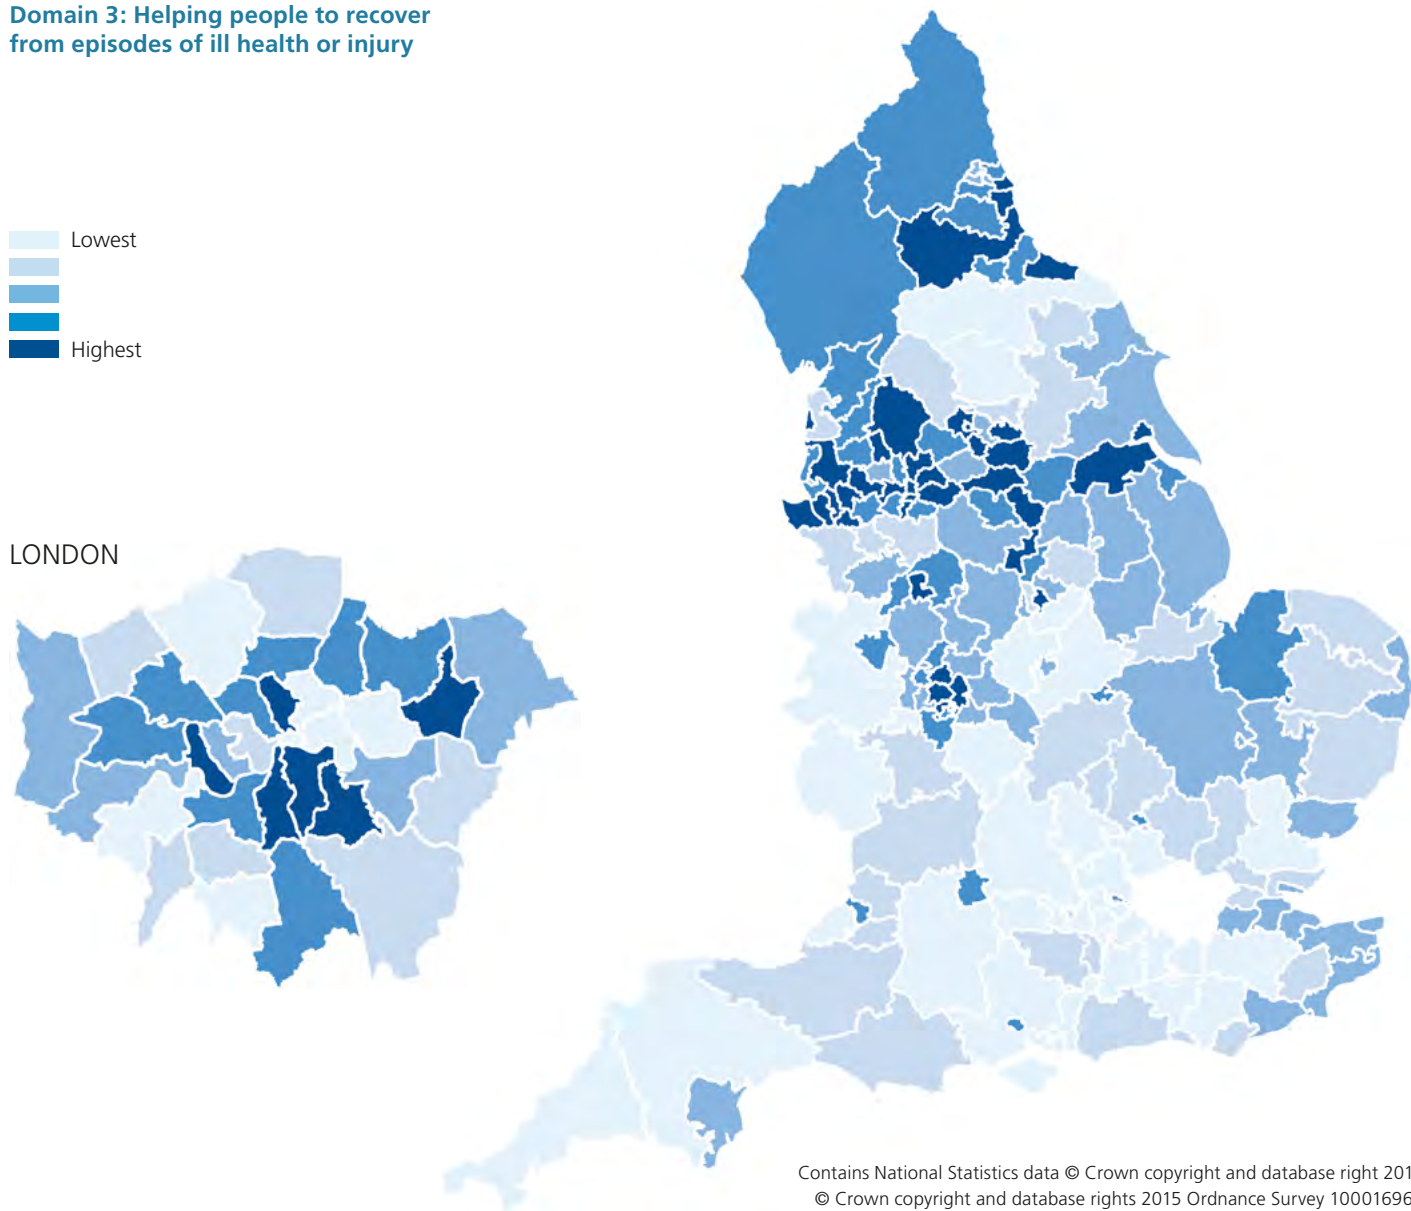 Domain 3: Helping people to recover
from episodes of ill health or injury
Lowest
Highest
LONDON
Contains National Statistics data © Crown copyright and database right 201
© Crown copyright and database rights 2015 Ordnance Survey 10001696